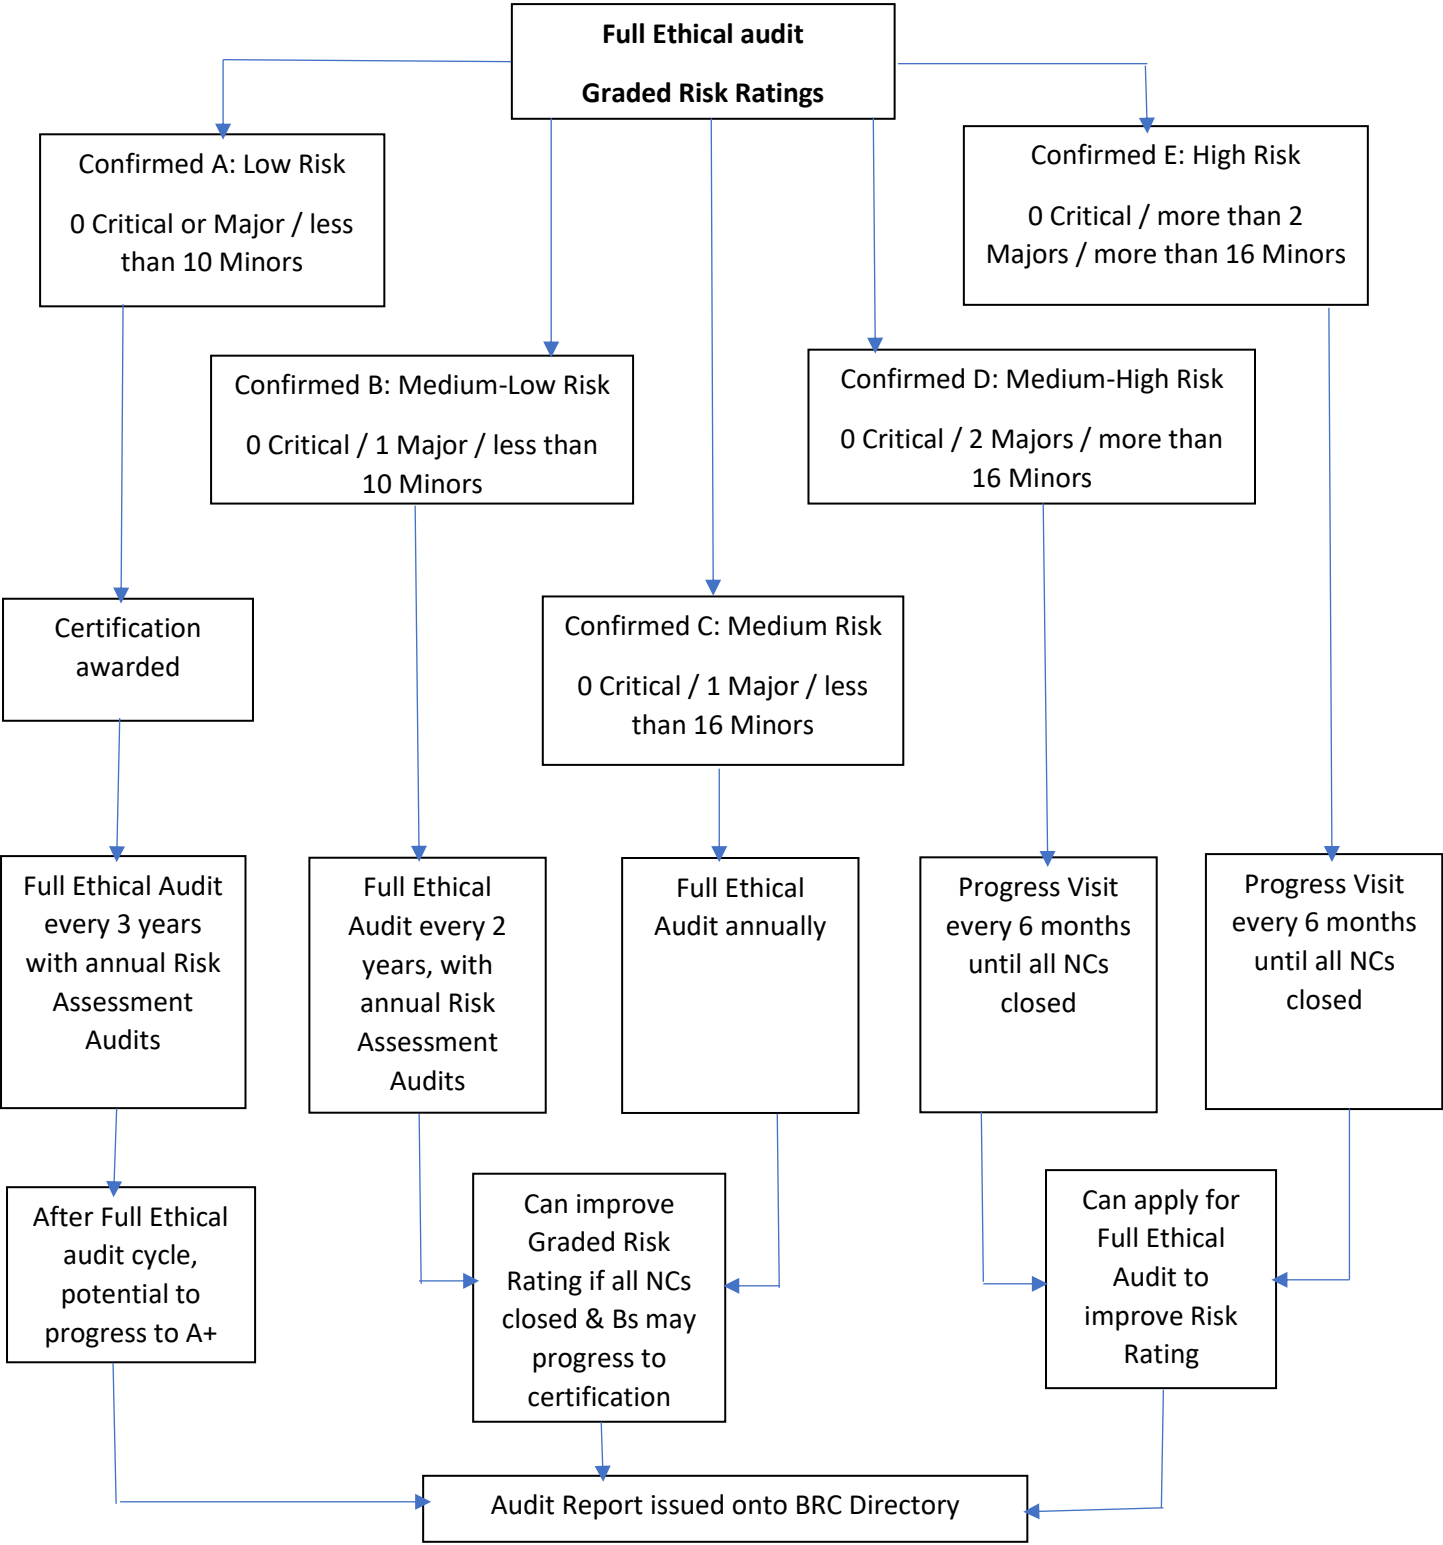 Full Ethical audit
Graded Risk Ratings
Confirmed A: Low Risk
0 Critical or Major / less
than 10 Minors
Confirmed E: High Risk
0 Critical / more than 2
Majors / more than 16 Minors
Confirmed B: Medium-Low Risk
0 Critical / 1 Major / less than
10 Minors
Confirmed D: Medium-High Risk
0 Critical / 2 Majors / more than
16 Minors
Certification
awarded
Confirmed C: Medium Risk
0 Critical / 1 Major / less
than 16 Minors
Full Ethical Audit
every 3 years
with annual Risk
Assessment
Audits
Full Ethical
Audit every 2
years, with
annual Risk
Assessment
Audits
Full Ethical
Audit annually
Progress Visit
every 6 months
until all NCs
closed
Progress Visit
every 6 months
until all NCs
closed
After Full Ethical
audit cycle,
potential to
progress to A+
Can improve
Graded Risk
Rating if all NCs
closed & Bs may
progress to
certification
Can apply for
Full Ethical
Audit to
improve Risk
Rating
Audit Report issued onto BRC Directory